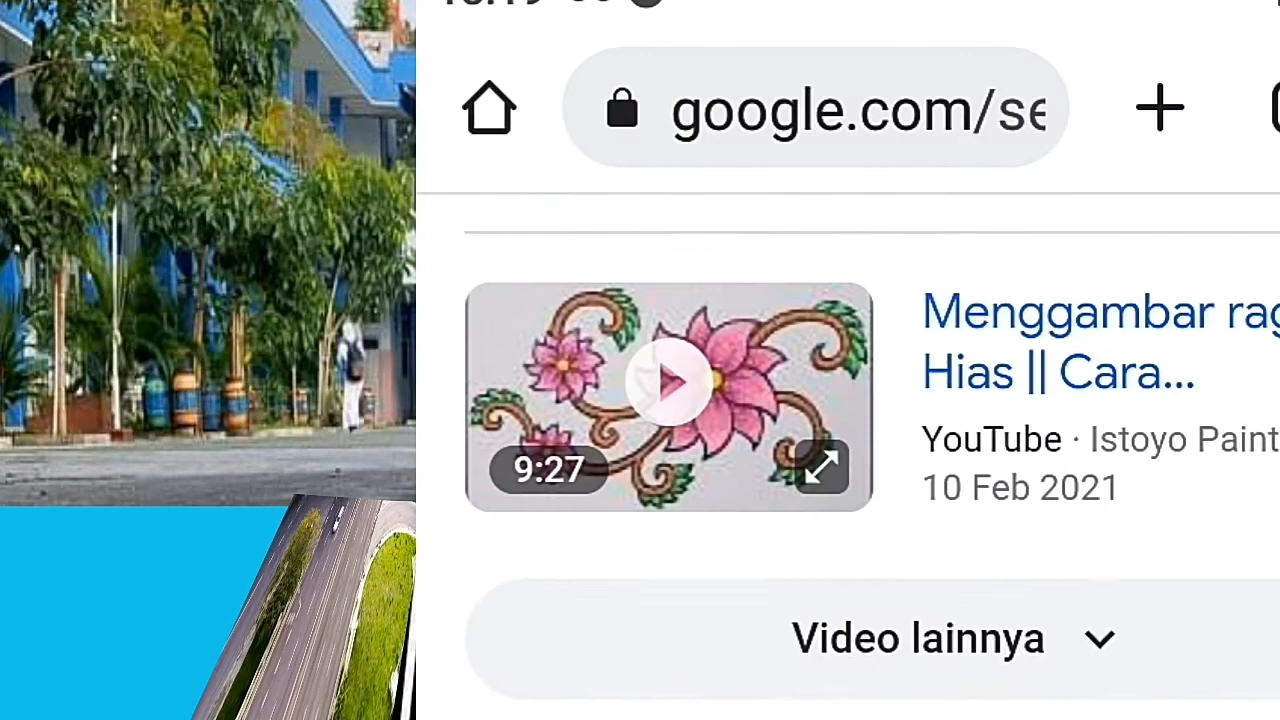 google.com/se
Menggambar rag
Hias || Cara...
YouTube · Istoyo Paint
10 Feb 2021
9:27
Video lainnya